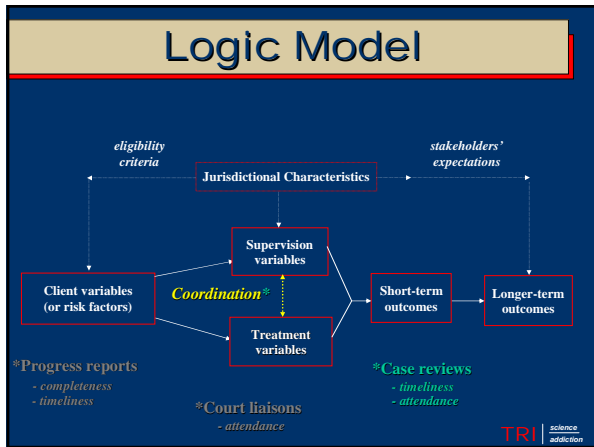 Logic Model
eligibility
criteria
stakeholders'
expectations
Jurisdictional Characteristics
Supervision
variables
Client variables
(or risk factors)
Coordination*
Short-term
outcomes
Longer-term
outcomes
Treatment
variables
*Progress reports
- completeness
- timeliness
*Court liaisons
- attendance
*Case reviews
- timeliness
- attendance
TRI science
addiction